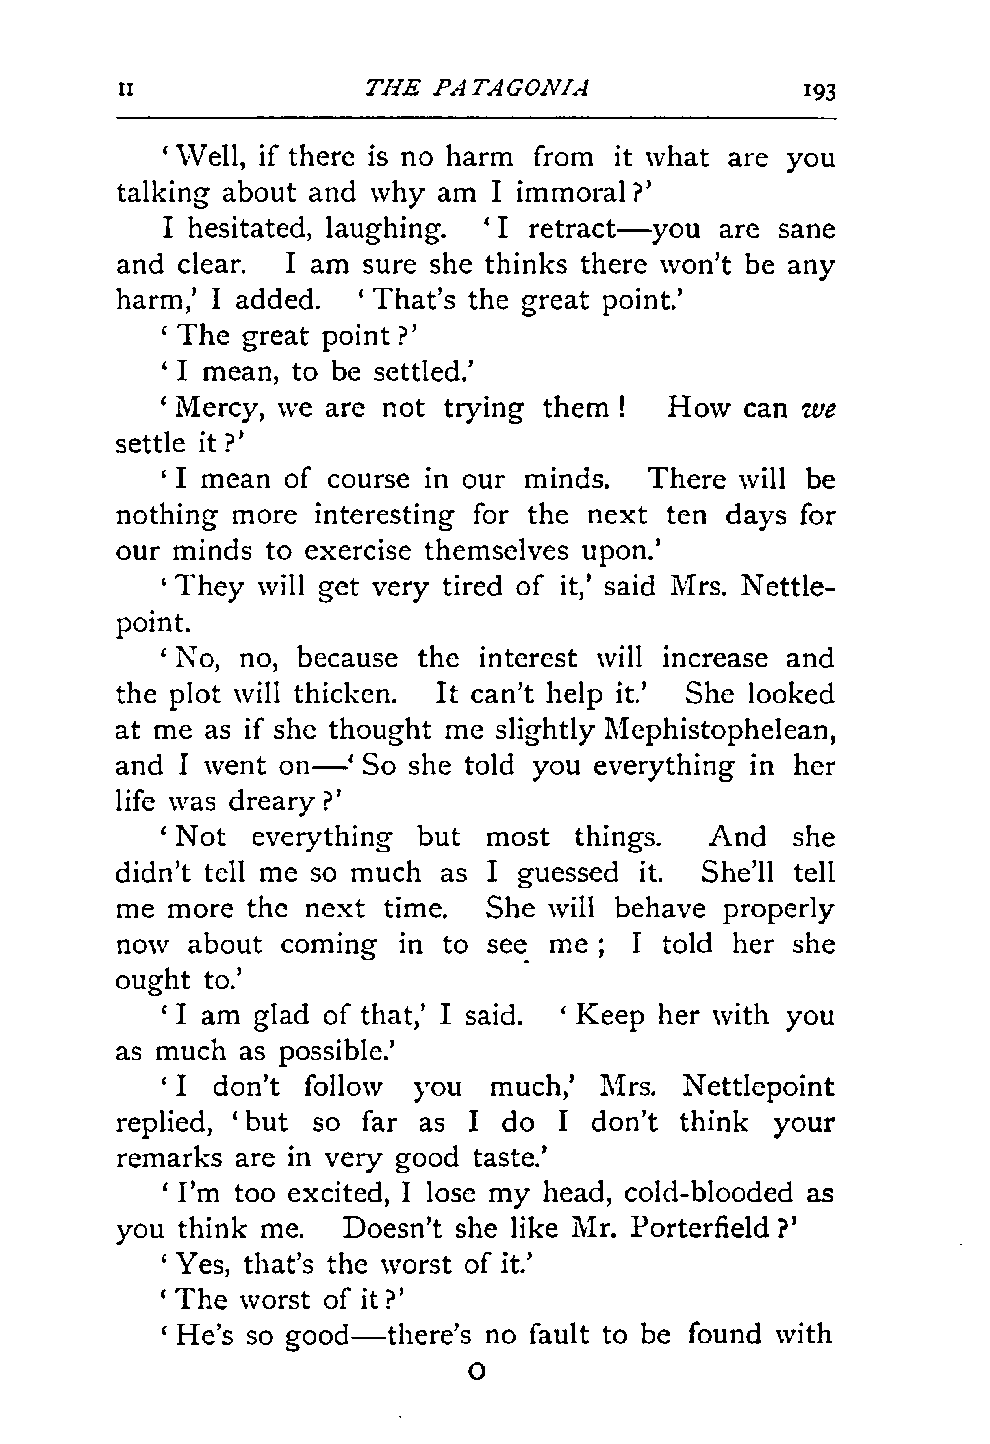 II THE PATAGONIA 193
‘Well, if there is no harm from it what are you
talking about and why am I immoral?’
I hesitated, laughing. ‘I retract—you are sane
and clear. I am sure she thinks there won’t be any
harm,’ I added. ‘That’s the great point.’
‘The great point?’
‘I mean, to be settled.’
‘Mercy, we are not trying them! How can we
settle it?’
‘I mean of course in our minds. There will be
nothing more interesting for the next ten days for
our minds to exercise themselves upon.’
‘They will get very tired of it,’ said Mrs. Nettle-
point.
‘No, no, because the interest will increase and
the plot will thicken. It can’t help it.’ She looked
at me as if she thought me slightly Mephistophelean,
and I went on—‘So she told you everything in her
life was dreary?’
‘Not everything but most things. And she
didn’t tell me so much as I guessed it. She’ll tell
me more the next time. She will behave properly
now about coming in to see me; I told her she
ought to.’
‘I am glad of that,’ I said. ‘Keep her with you
as much as possible.’
‘I don’t follow you much,’ Mrs. Nettlepoint
replied, ‘but so far as I do I don’t think your
remarks are in very good taste.’
‘I’m too excited, I lose my head, cold-blooded as
you think me. Doesn’t she like Mr. Porterfield?’
‘Yes, that’s the worst of it.’
‘The worst of it?’
‘He’s so good—there’s no fault to be found with
O